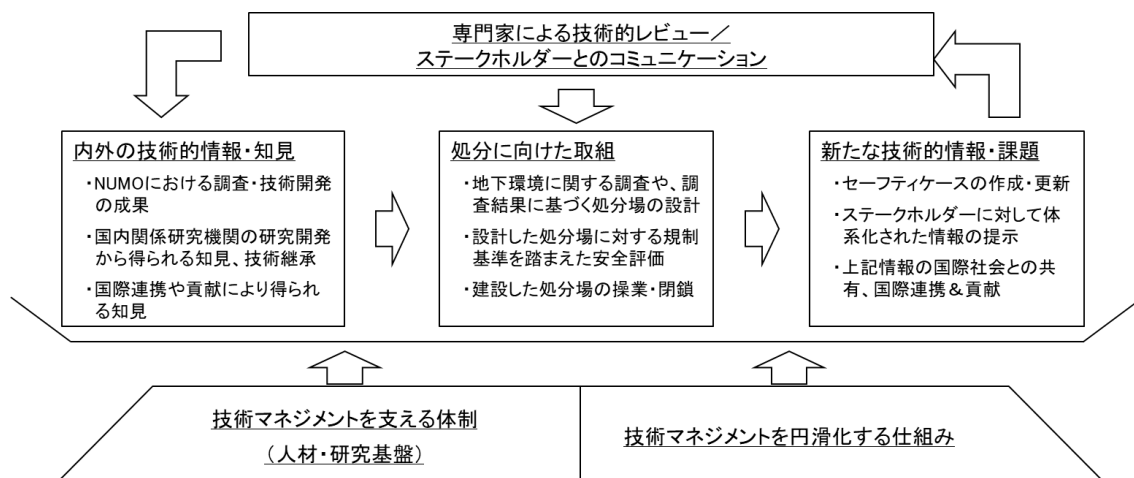 専門家による技術的レビュー／
ステークホルダーとのコミュニケーション
内外の技術的情報・知見
・NUMOにおける調査・技術開発
の成果
・国内関係研究機関の研究開発
から得られる知見、技術継承
・国際連携や貢献により得られ
る知見
処分に向けた取組
・地下環境に関する調査や、調
査結果に基づく処分場の設計
・設計した処分場に対する規制
基準を踏まえた安全評価
・建設した処分場の操業・閉鎖
新たな技術的情報・課題
・セーフティケースの作成・更新
・ステークホルダーに対して体
系化された情報の提示
・上記情報の国際社会との共
有、国際連携＆貢献
技術マネジメントを支える体制
（人材・研究基盤）
技術マネジメントを円滑化する仕組み